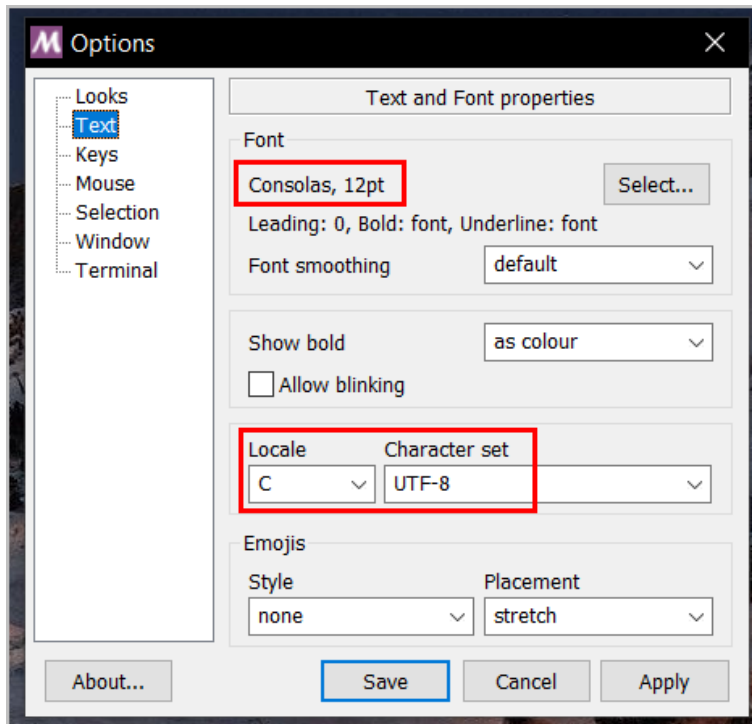 Options
Looks
Text
Keys
Mouse
Selection
Window
Terminal
Text and Font properties
Font
Consolas, 12pt
Select...
Leading: 0, Bold: font, Underline: font
Font smoothing
default
Show bold
as colour
Allow blinking
Locale
Character set
C
UTF-8
Emojis
Style
Placement
none
stretch
About...
Save
Cancel
Apply